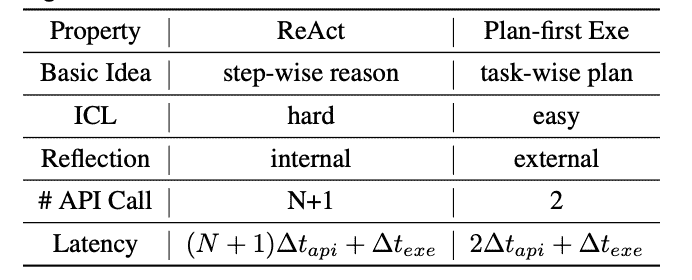 Property | ReAct | Plan-first Exe
Basic Idea | step-wise reason | task-wise plan
ICL | hard | easy
Reflection | internal | external
# API Call | N+1 | 2
Latency | (N + 1)Δt_api + Δt_exe | 2Δt_api + Δt_exe